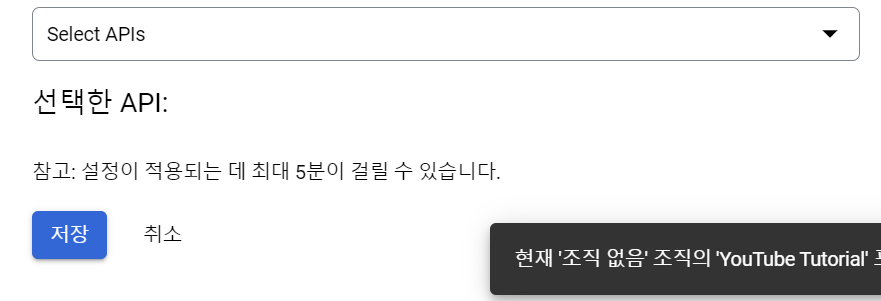 Select APIs
선택한 API:
참고: 설정이 적용되는 데 최대 5분이 걸릴 수 있습니다.
저장 취소
현재 '조직 없음' 조직의 'YouTube Tutorial'